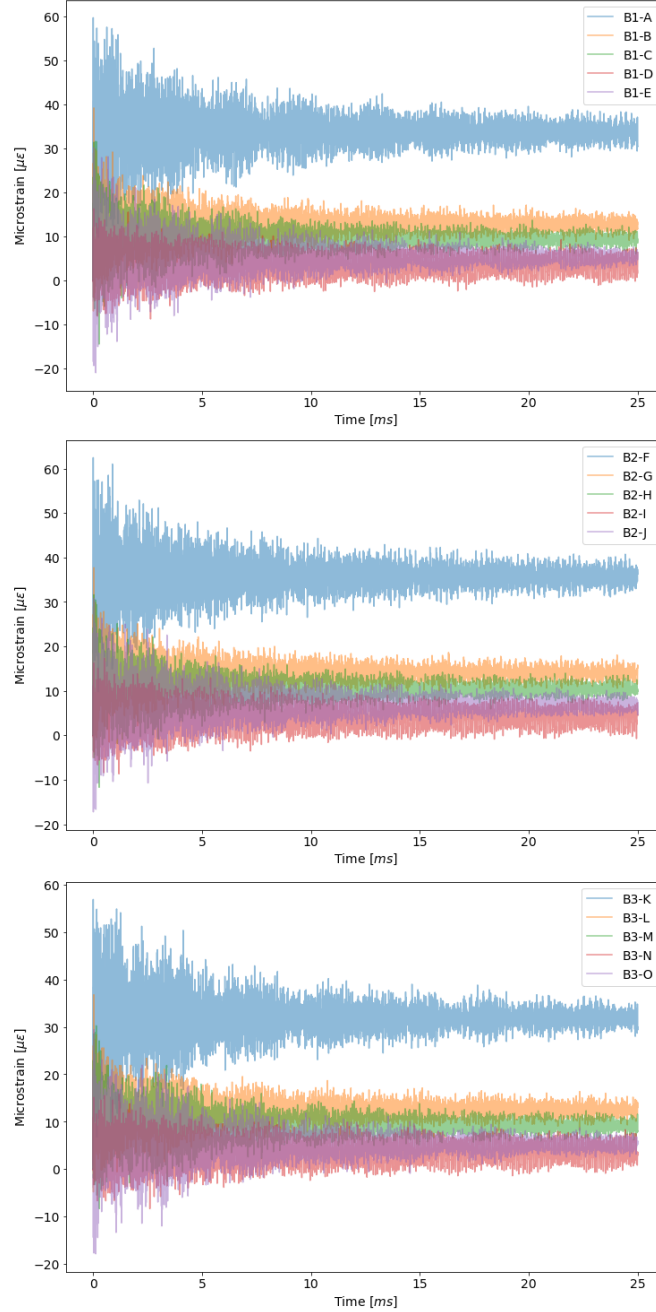 60
50
40
30
20
10
0
−10
−20
Microstrain [με]
B1-A
B1-B
B1-C
B1-D
B1-E
0 5 10 15 20 25
Time [ms]
60
50
40
30
20
10
0
−10
−20
Microstrain [με]
B2-F
B2-G
B2-H
B2-I
B2-J
0 5 10 15 20 25
Time [ms]
60
50
40
30
20
10
0
−10
−20
Microstrain [με]
B3-K
B3-L
B3-M
B3-N
B3-O
0 5 10 15 20 25
Time [ms]